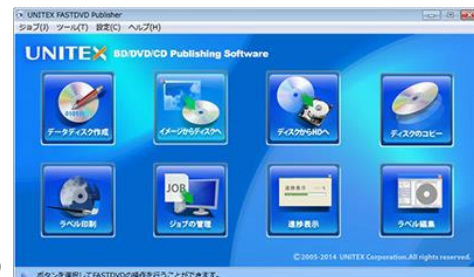 UNITEX FASTDVD Publisher
ジョブ(J) ツール(T) 設定(C) ヘルプ(H)
UNITEX BD/DVD/CD Publishing Software
データディスク作成 イメージからディスクへ ディスクからHDへ ディスクのコピー
JOB
進捗表示
ラベル印刷 ジョブの管理 進捗表示 ラベル編集
©2005-2014 UNITEX Corporation.All rights reserved
ボタンを選択してFASTDVDの操作を行うことができます。